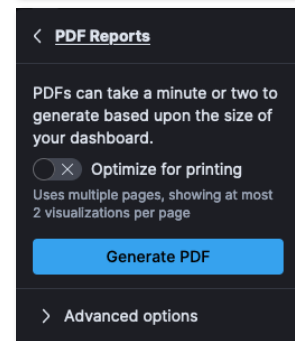 PDF Reports
PDFs can take a minute or two to
generate based upon the size of
your dashboard.
Optimize for printing
Uses multiple pages, showing at most
2 visualizations per page
Generate PDF
Advanced options